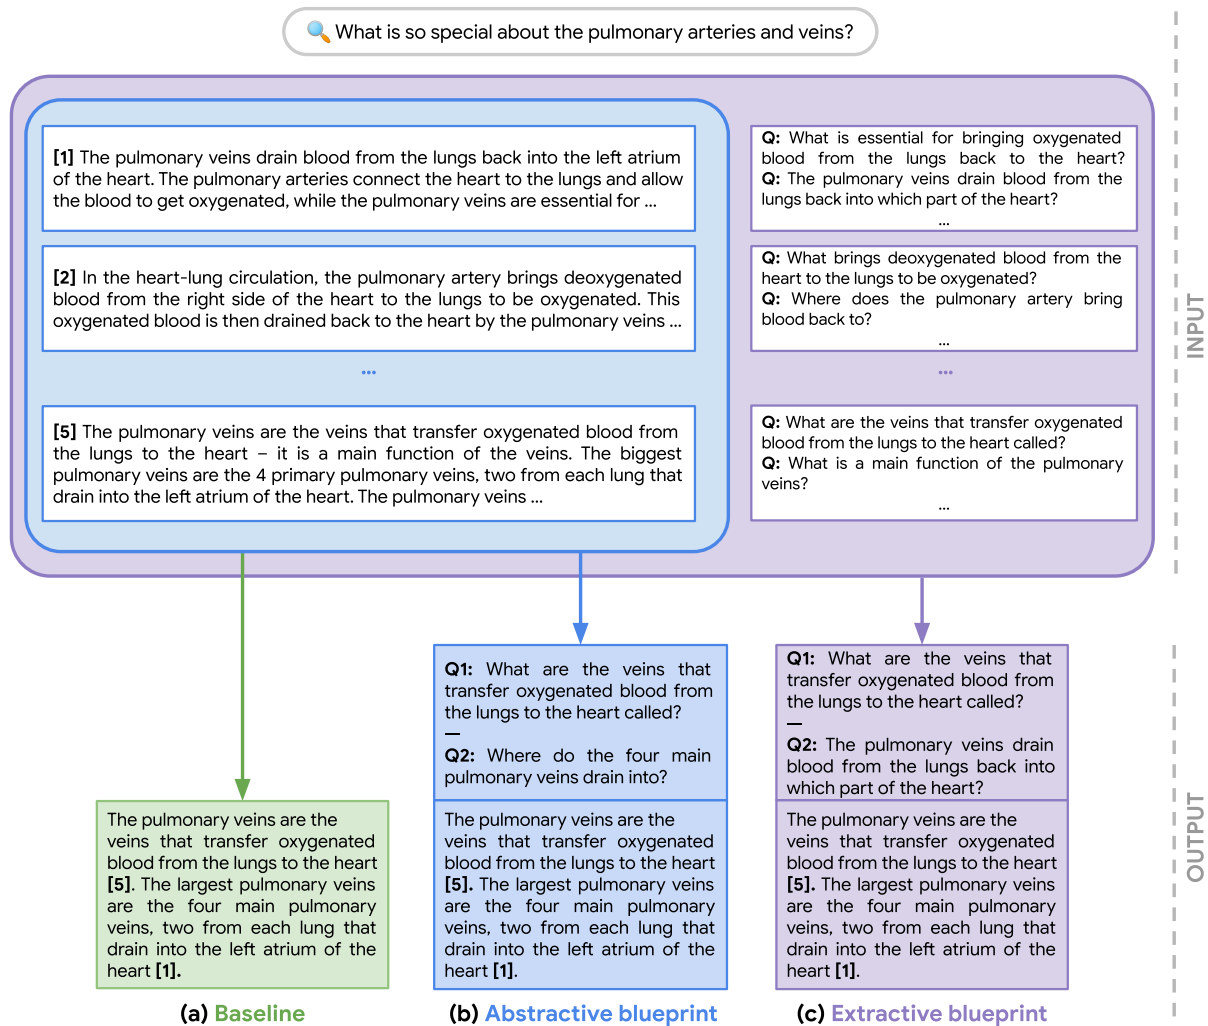 What is so special about the pulmonary arteries and veins?
[1] The pulmonary veins drain blood from the lungs back into the left atrium
of the heart. The pulmonary arteries connect the heart to the lungs and allow
the blood to get oxygenated, while the pulmonary veins are essential for ...
Q: What is essential for bringing oxygenated
blood from the lungs back to the heart?
Q: The pulmonary veins drain blood from the
lungs back into which part of the heart?
...
[2] In the heart-lung circulation, the pulmonary artery brings deoxygenated
blood from the right side of the heart to the lungs to be oxygenated. This
oxygenated blood is then drained back to the heart by the pulmonary veins ...
Q: What brings deoxygenated blood from the
heart to the lungs to be oxygenated?
Q: Where does the pulmonary artery bring
blood back to?
...
...
...
[5] The pulmonary veins are the veins that transfer oxygenated blood from
the lungs to the heart – it is a main function of the veins. The biggest
pulmonary veins are the 4 primary pulmonary veins, two from each lung that
drain into the left atrium of the heart. The pulmonary veins ...
Q: What are the veins that transfer oxygenated
blood from the lungs to the heart called?
Q: What is a main function of the pulmonary
veins?
...
INPUT
The pulmonary veins are the
veins that transfer oxygenated
blood from the lungs to the heart
[5]. The largest pulmonary veins
are the four main pulmonary
veins, two from each lung that
drain into the left atrium of the
heart [1].
(a) Baseline
Q1: What are the veins that
transfer oxygenated blood from
the lungs to the heart called?
—
Q2: Where do the four main
pulmonary veins drain into?
The pulmonary veins are the
veins that transfer oxygenated
blood from the lungs to the heart
[5]. The largest pulmonary veins
are the four main pulmonary
veins, two from each lung that
drain into the left atrium of the
heart [1].
(b) Abstractive blueprint
Q1: What are the veins that
transfer oxygenated blood from
the lungs to the heart called?
—
Q2: The pulmonary veins drain
blood from the lungs back into
which part of the heart?
The pulmonary veins are the
veins that transfer oxygenated
blood from the lungs to the heart
[5]. The largest pulmonary veins
are the four main pulmonary
veins, two from each lung that
drain into the left atrium of the
heart [1].
(c) Extractive blueprint
OUTPUT